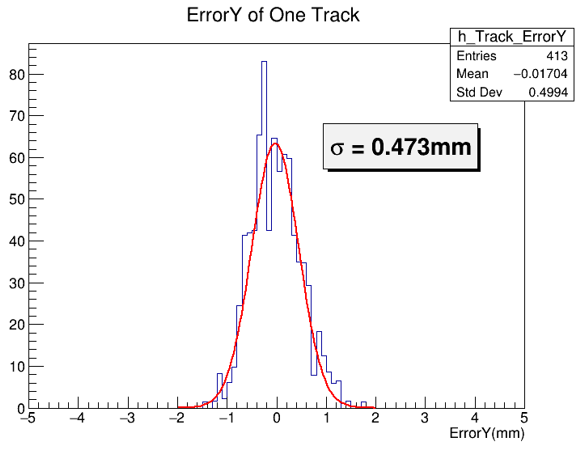 ErrorY of One Track
h_Track_ErrorY
Entries 413
Mean −0.01704
Std Dev 0.4994
σ = 0.473mm
80
70
60
50
40
30
20
10
0
−5 −4 −3 −2 −1 0 1 2 3 4 5
ErrorY(mm)